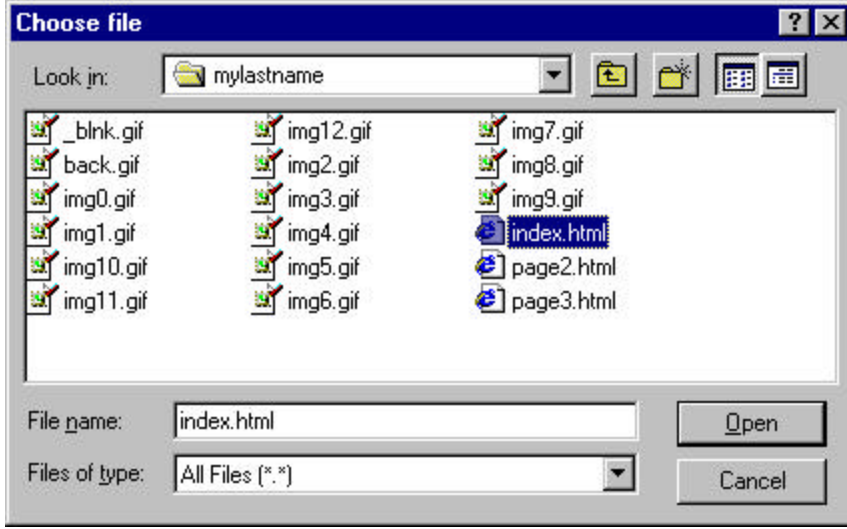 Choose file
Look in: mylastname
_blnk.gif
back.gif
img0.gif
img1.gif
img10.gif
img11.gif
img12.gif
img2.gif
img3.gif
img4.gif
img5.gif
img6.gif
img7.gif
img8.gif
img9.gif
index.html
page2.html
page3.html
File name: index.html
Open
Files of type: All Files (*.*)
Cancel